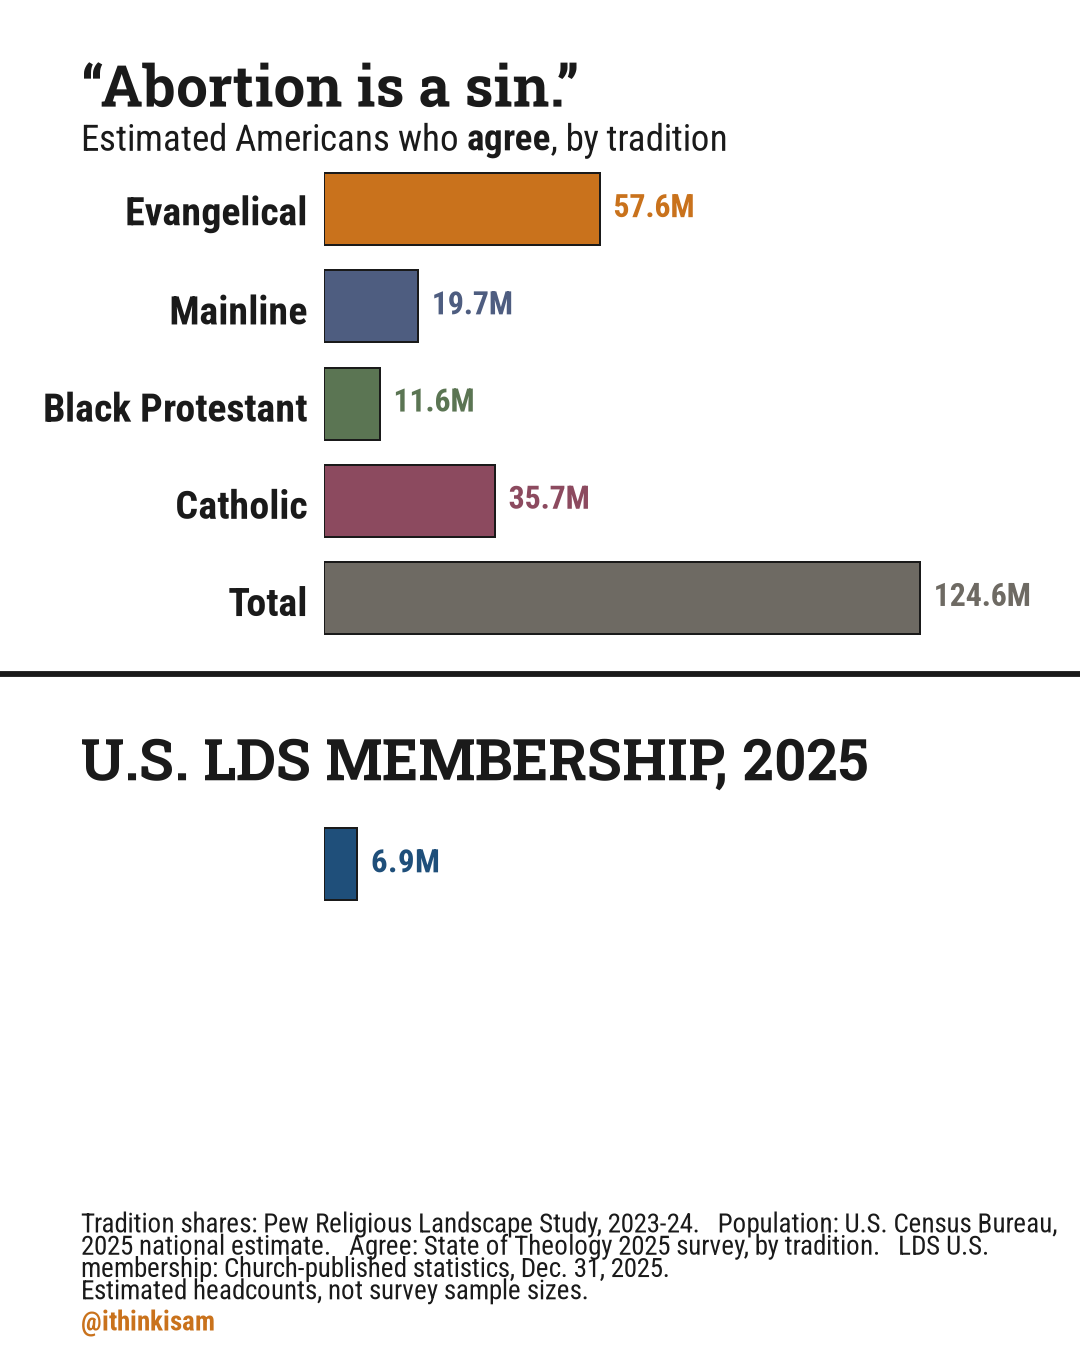 “Abortion is a sin.”
Estimated Americans who agree, by tradition
Evangelical 57.6M
Mainline 19.7M
Black Protestant 11.6M
Catholic 35.7M
Total 124.6M
U.S. LDS MEMBERSHIP, 2025
6.9M
Tradition shares: Pew Religious Landscape Study, 2023-24.   Population: U.S. Census Bureau,
2025 national estimate.   Agree: State of Theology 2025 survey, by tradition.   LDS U.S.
membership: Church-published statistics, Dec. 31, 2025.
Estimated headcounts, not survey sample sizes.
@ithinkisam